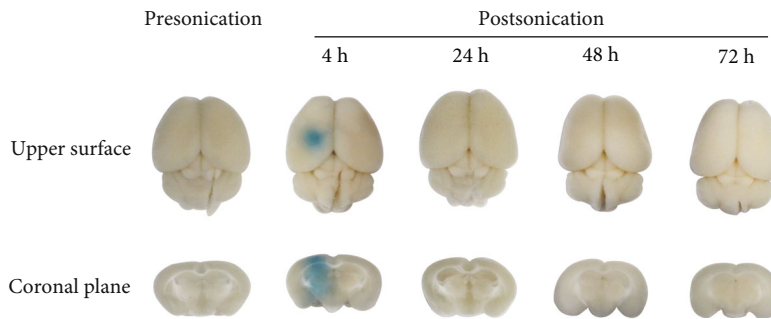 Presonication
Postsonication
4 h
24 h
48 h
72 h
Upper surface
Coronal plane